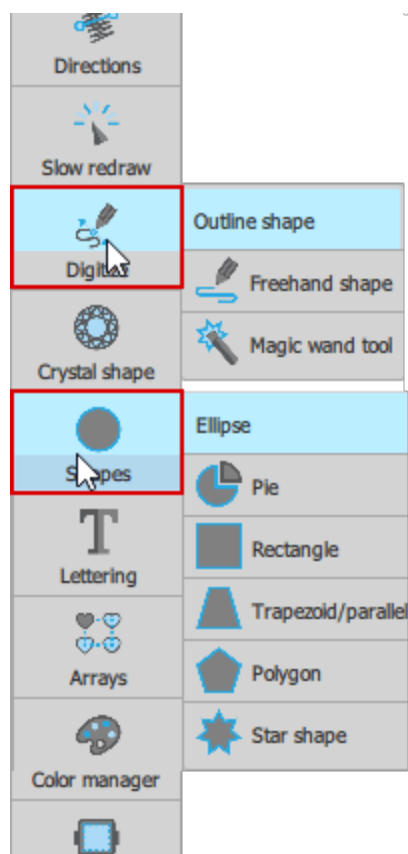 Directions
Slow redraw
Outline shape
Freehand shape
Magic wand tool
Crystal shape
Ellipse
Pie
Rectangle
Lettering
Trapezoid/parallel
Arrays
Polygon
Star shape
Color manager